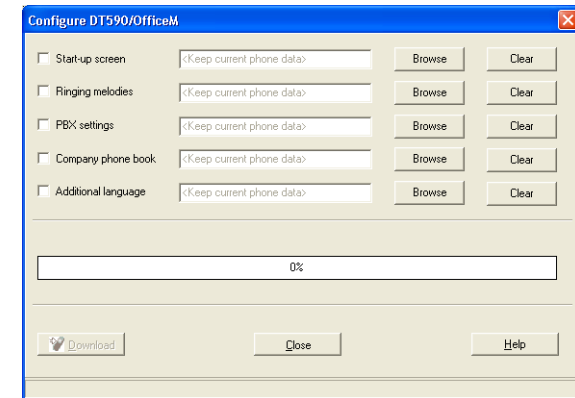 Configure DT590/OfficeM
Start-up screen <Keep current phone data> Browse Clear
Ringing melodies <Keep current phone data> Browse Clear
PBX settings <Keep current phone data> Browse Clear
Company phone book <Keep current phone data> Browse Clear
Additional language <Keep current phone data> Browse Clear
0%
Download Close Help